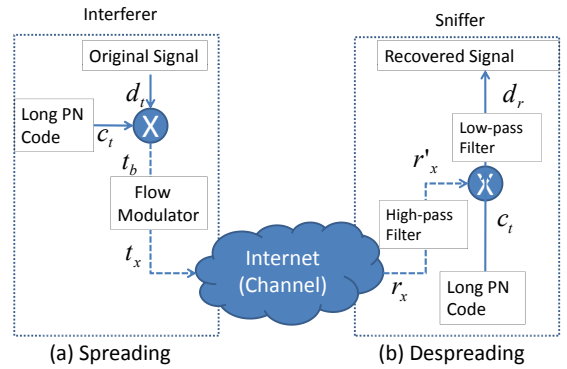 Interferer
Sniffer
Original Signal
d_t
Long PN
Code
c_t
X
t_b
Flow
Modulator
t_x
Internet
(Channel)
Recovered Signal
d_r
Low-pass
Filter
r'_x
X
High-pass
Filter
c_t
r_x
Long PN
Code
(a) Spreading
(b) Despreading